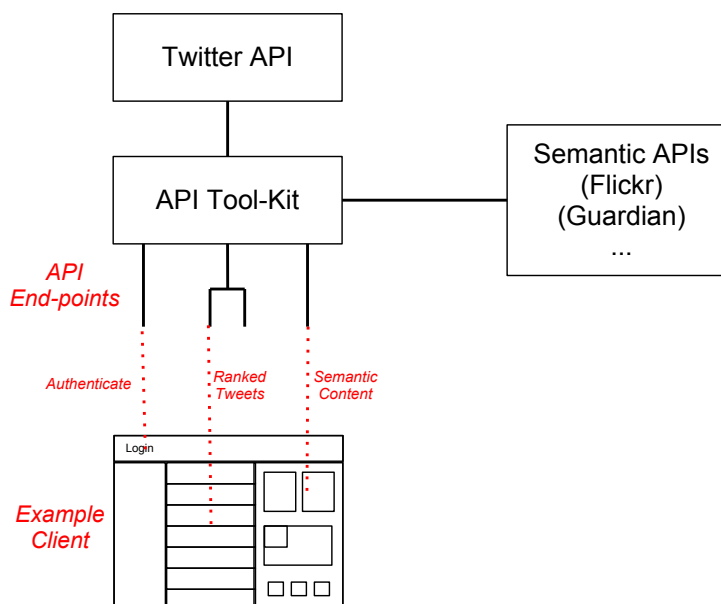 Twitter API
API Tool-Kit
Semantic APIs
(Flickr)
(Guardian)
...
API
End-points
Authenticate
Ranked
Tweets
Semantic
Content
Login
Example
Client